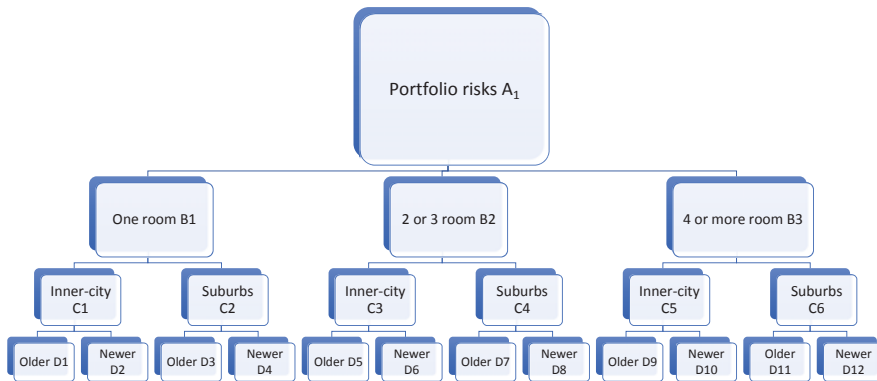 Portfolio risks A1
One room B1
2 or 3 room B2
4 or more room B3
Inner-city
C1
Suburbs
C2
Inner-city
C3
Suburbs
C4
Inner-city
C5
Suburbs
C6
Older D1
Newer
D2
Older D3
Newer
D4
Older D5
Newer
D6
Older D7
Newer
D8
Older D9
Newer
D10
Older
D11
Newer
D12